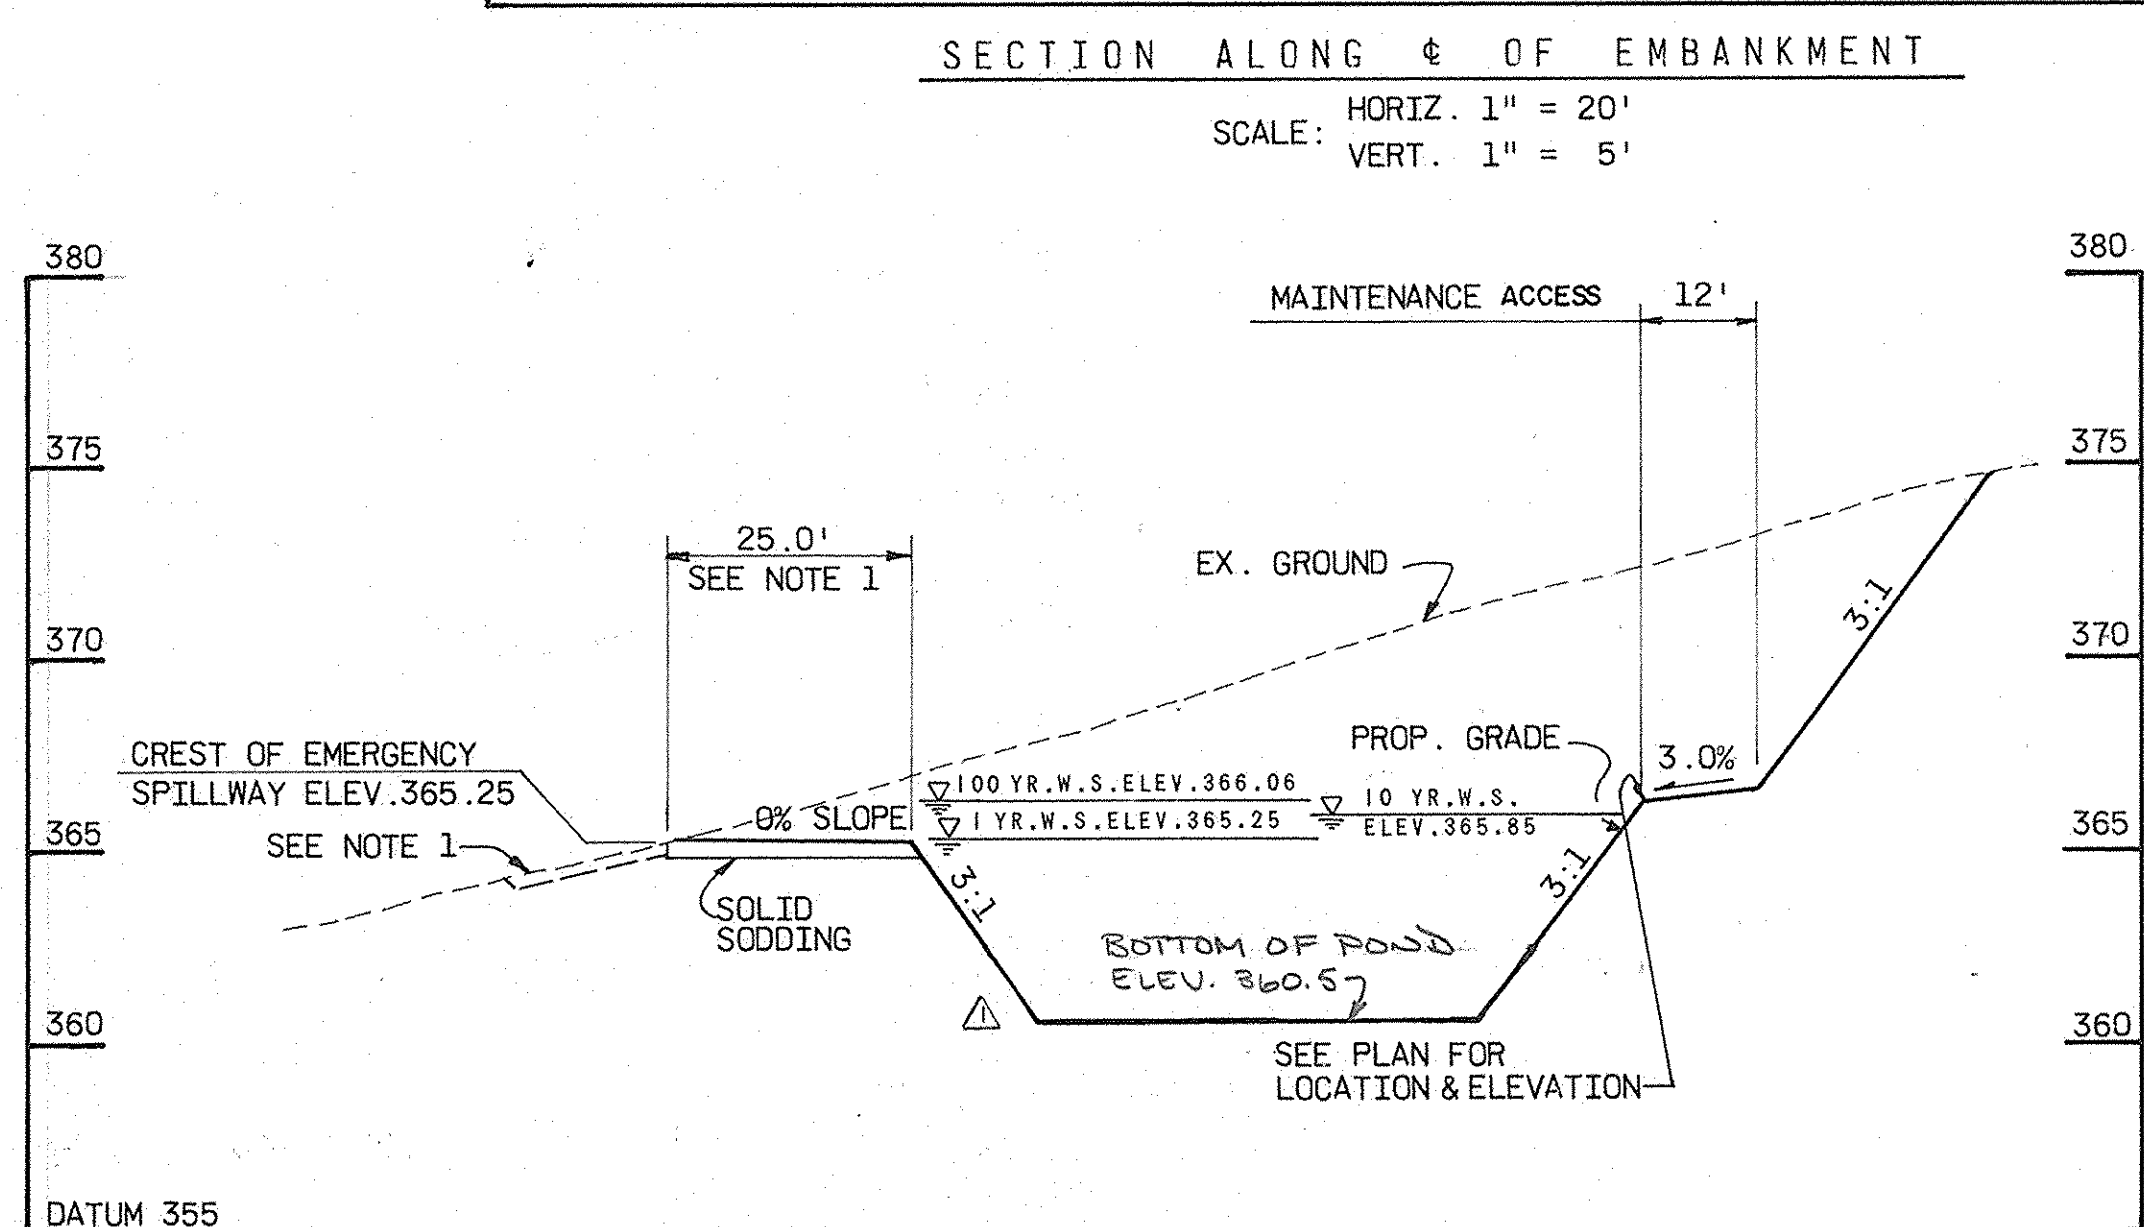 SECTION ALONG ℄ OF EMBANKMENT
SCALE:
HORIZ. 1" = 20'
VERT. 1" = 5'
380
380
MAINTENANCE ACCESS 12'
375
375
25.0'
SEE NOTE 1
EX. GROUND
3:1
370
370
CREST OF EMERGENCY
SPILLWAY ELEV.365.25
SEE NOTE 1
PROP. GRADE
3.0%
100 YR.W.S.ELEV.366.06
10 YR.W.S.
ELEV.365.85
0% SLOPE
1 YR.W.S.ELEV.365.25
365
365
3:1
3:1
SOLID
SODDING
BOTTOM OF POND
ELEV. 360.5
1
360
360
SEE PLAN FOR
LOCATION & ELEVATION
DATUM 355